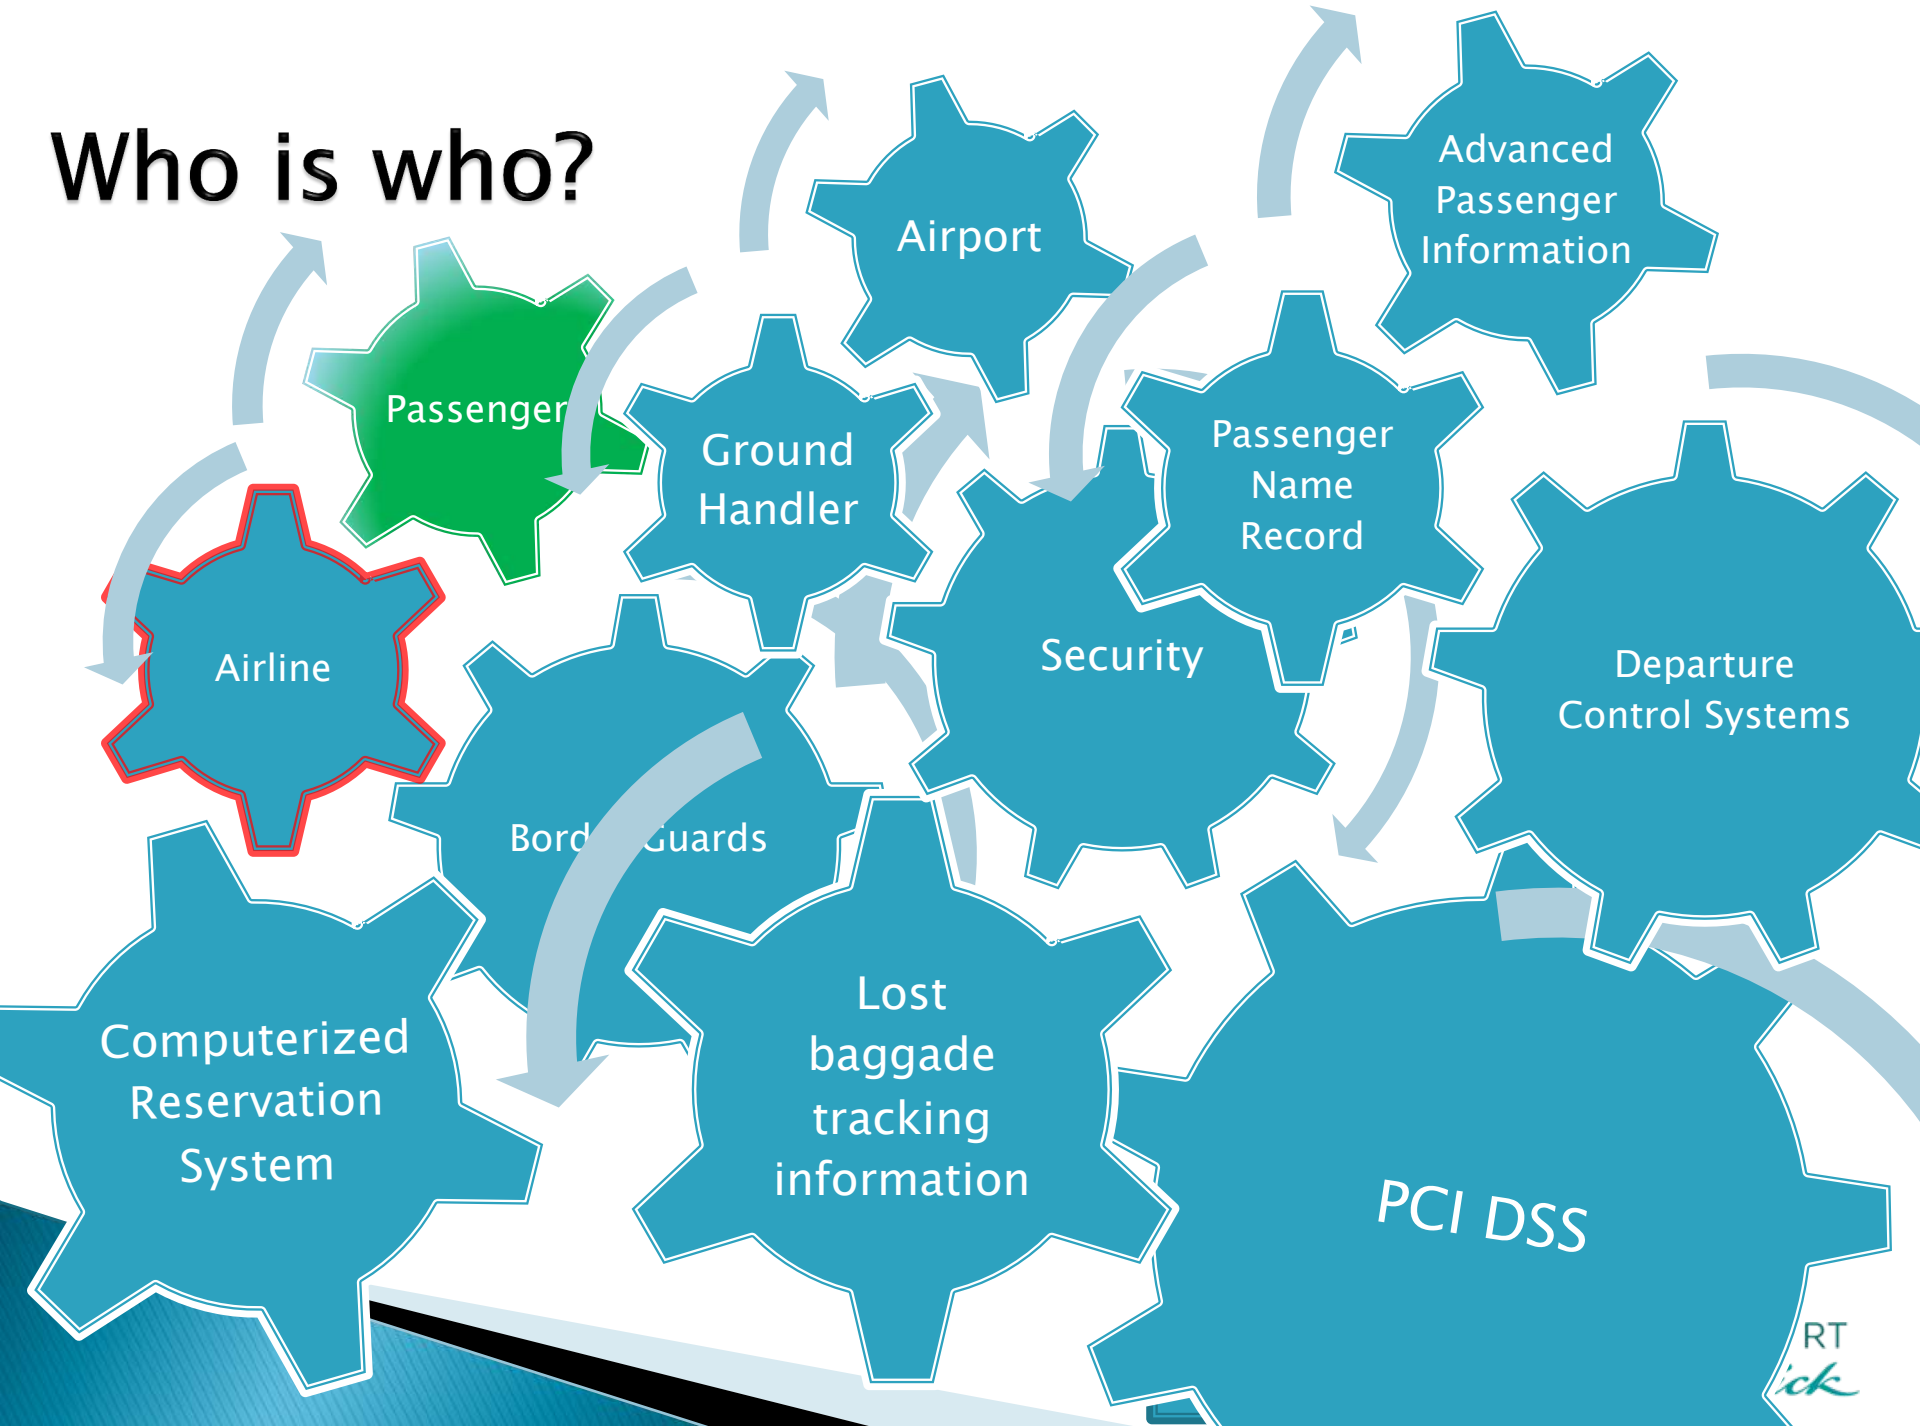 Who is who?
Airport
Advanced
Passenger
Information
Passenger
Ground
Handler
Passenger
Name
Record
Airline
Security
Departure
Control Systems
Computerized
Reservation
System
Lost
baggade
tracking
information
PCI DSS
RT